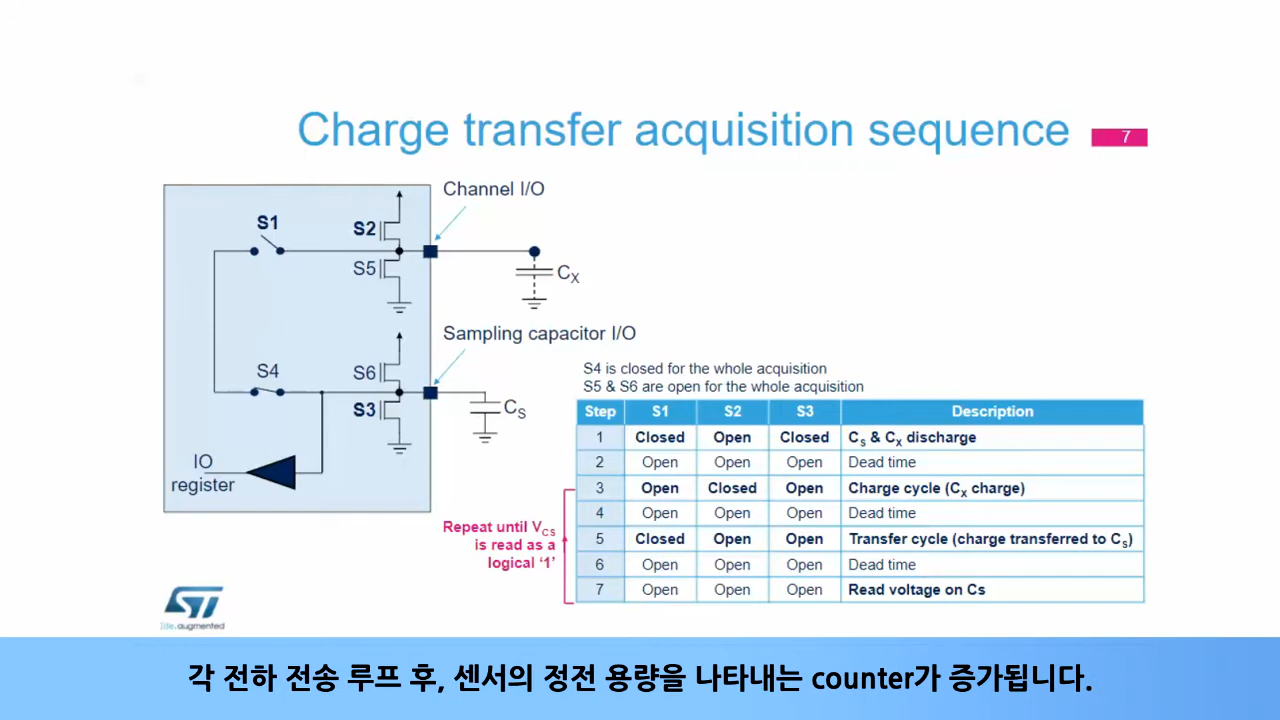 Charge transfer acquisition sequence
7
Channel I/O
S1
S2
S5
CX
Sampling capacitor I/O
S4
S6
S3
CS
IO
register
S4 is closed for the whole acquisition
S5 & S6 are open for the whole acquisition
Step S1 S2 S3 Description
1 Closed Open Closed CS & CX discharge
2 Open Open Open Dead time
3 Open Closed Open Charge cycle (CX charge)
4 Open Open Open Dead time
5 Closed Open Open Transfer cycle (charge transferred to CS)
6 Open Open Open Dead time
7 Open Open Open Read voltage on Cs
Repeat until VCS
is read as a
logical ‘1’
ST
life.augmented
각 전하 전송 루프 후, 센서의 정전 용량을 나타내는 counter가 증가됩니다.